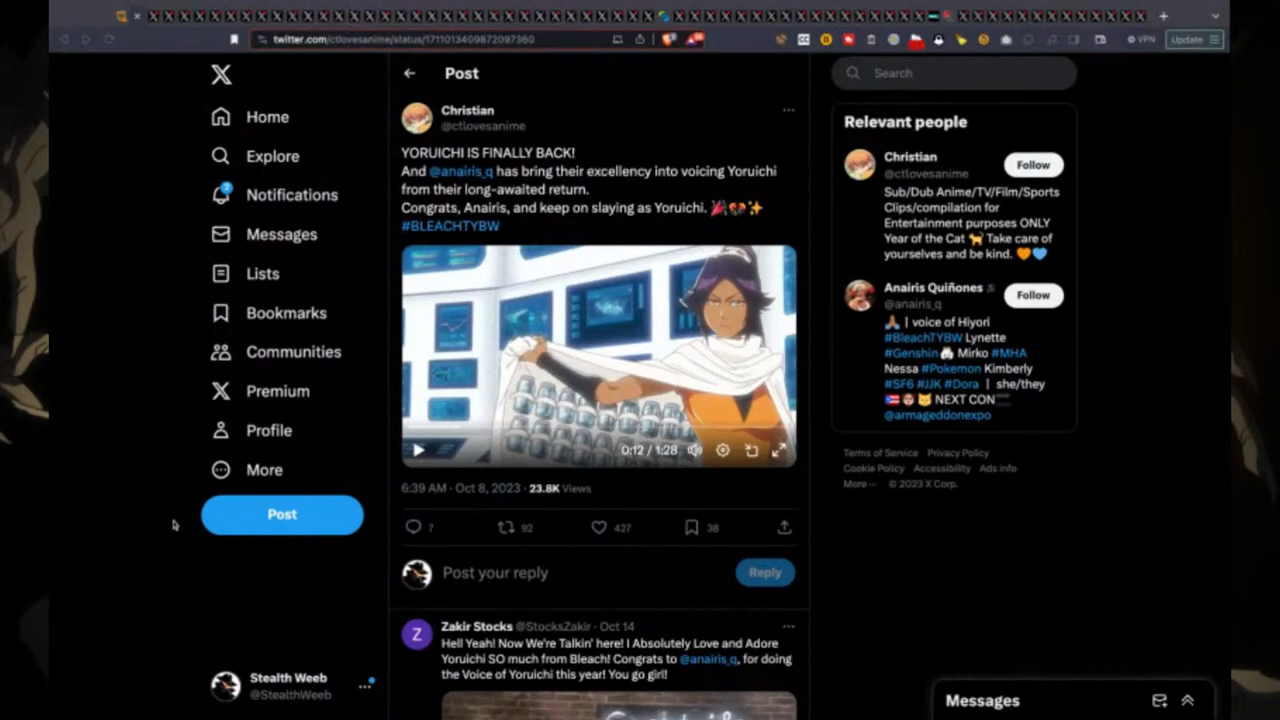 twitter.com/ctlovesanime/status/1711013409872097360
VPN
Update
Home
Explore
2
Notifications
Messages
Lists
Bookmarks
Communities
Premium
Profile
More
Post
Stealth Weeb
@StealthWeeb
Post
Christian
@ctlovesanime
YORUICHI IS FINALLY BACK!
And @anairis_q has bring their excellency into voicing Yoruichi
from their long-awaited return.
Congrats, Anairis, and keep on slaying as Yoruichi.
#BLEACHTYBW
0:12 / 1:28
6:39 AM · Oct 8, 2023 · 23.8K Views
7 92 427 38
Post your reply
Reply
Z
Zakir Stocks @StocksZakir · Oct 14
Hell Yeah! Now We're Talkin' here! I Absolutely Love and Adore
Yoruichi SO much from Bleach! Congrats to @anairis_q, for doing
the Voice of Yoruichi this year! You go girl!
Search
Relevant people
Christian
@ctlovesanime
Follow
Sub/Dub Anime/TV/Film/Sports
Clips/compilation for
Entertainment purposes ONLY
Year of the Cat Take care of
yourselves and be kind.
Anairis Quiñones
@anairis_q
Follow
| voice of Hiyori
#BleachTYBW Lynette
#Genshin Mirko #MHA
Nessa #Pokemon Kimberly
#SF6 #JJK #Dora | she/they
NEXT CON
@armageddonexpo
Terms of Service Privacy Policy
Cookie Policy Accessibility Ads info
More ··· © 2023 X Corp.
Messages